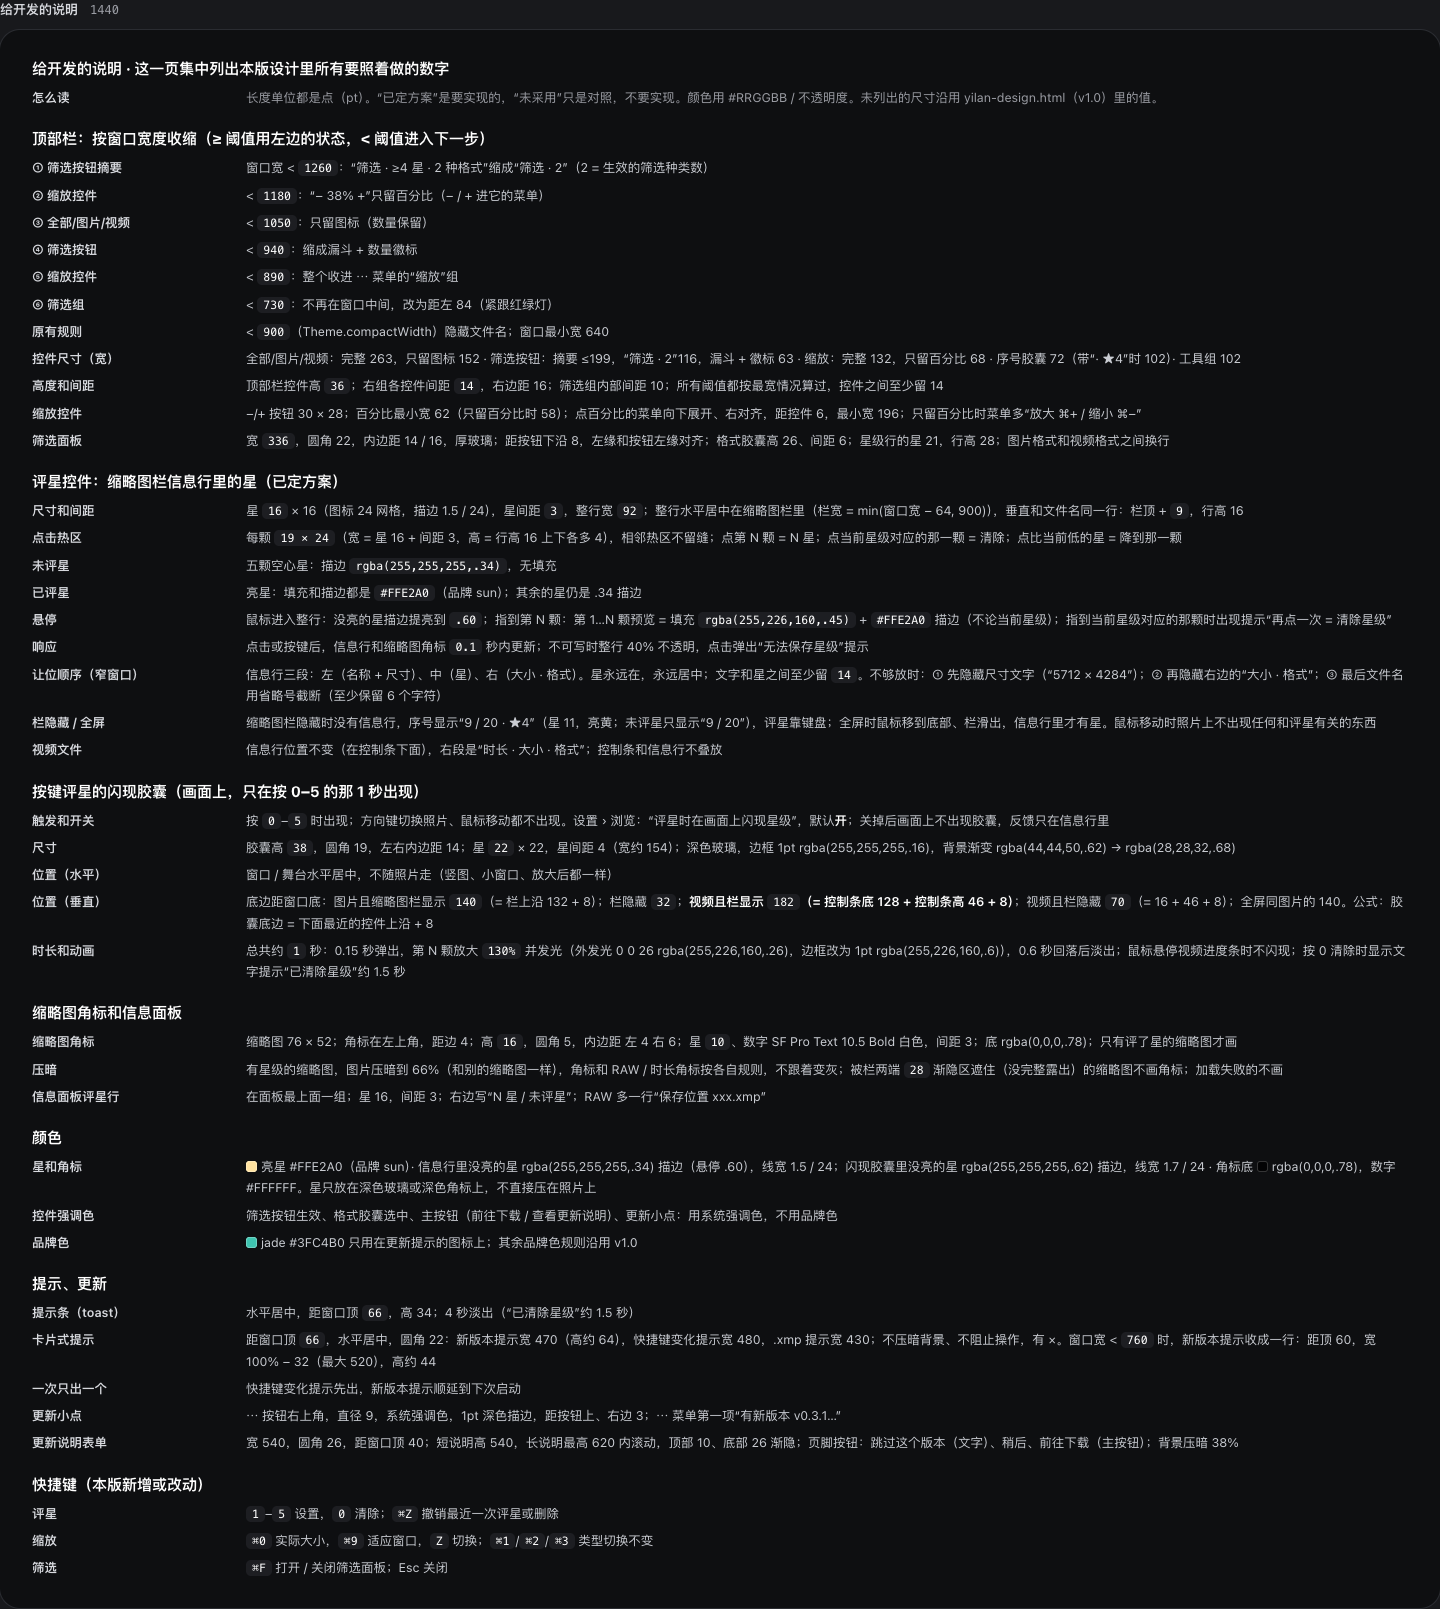 给开发的说明 1440
给开发的说明 · 这一页集中列出本版设计里所有要照着做的数字
怎么读 长度单位都是点（pt）。“已定方案”是要实现的，“未采用”只是对照，不要实现。颜色用 #RRGGBB / 不透明度。未列出的尺寸沿用 yilan-design.html（v1.0）里的值。
顶部栏：按窗口宽度收缩（≥ 阈值用左边的状态，< 阈值进入下一步）
① 筛选按钮摘要 窗口宽 < 1260：“筛选 · ≥4 星 · 2 种格式”缩成“筛选 · 2”（2 = 生效的筛选种类数）
② 缩放控件 < 1180：“− 38% +”只留百分比（− / + 进它的菜单）
③ 全部/图片/视频 < 1050：只留图标（数量保留）
④ 筛选按钮 < 940：缩成漏斗 + 数量徽标
⑤ 缩放控件 < 890：整个收进 ··· 菜单的“缩放”组
⑥ 筛选组 < 730：不再在窗口中间，改为距左 84（紧跟红绿灯）
原有规则 < 900（Theme.compactWidth）隐藏文件名；窗口最小宽 640
控件尺寸（宽） 全部/图片/视频：完整 263，只留图标 152 · 筛选按钮：摘要 ≤199，“筛选 · 2”116，漏斗 + 徽标 63 · 缩放：完整 132，只留百分比 68 · 序号胶囊 72（带“· ★4”时 102）· 工具组 102
高度和间距 顶部栏控件高 36；右组各控件间距 14，右边距 16；筛选组内部间距 10；所有阈值都按最宽情况算过，控件之间至少留 14
缩放控件 −/+ 按钮 30 × 28；百分比最小宽 62（只留百分比时 58）；点百分比的菜单向下展开、右对齐，距控件 6，最小宽 196；只留百分比时菜单多“放大 ⌘+ / 缩小 ⌘−”
筛选面板 宽 336，圆角 22，内边距 14 / 16，厚玻璃；距按钮下沿 8，左缘和按钮左缘对齐；格式胶囊高 26、间距 6；星级行的星 21，行高 28；图片格式和视频格式之间换行
评星控件：缩略图栏信息行里的星（已定方案）
尺寸和间距 星 16 × 16（图标 24 网格，描边 1.5 / 24），星间距 3，整行宽 92；整行水平居中在缩略图栏里（栏宽 = min(窗口宽 − 64, 900)），垂直和文件名同一行：栏顶 + 9，行高 16
点击热区 每颗 19 × 24（宽 = 星 16 + 间距 3，高 = 行高 16 上下各多 4），相邻热区不留缝；点第 N 颗 = N 星；点当前星级对应的那一颗 = 清除；点比当前低的星 = 降到那一颗
未评星 五颗空心星：描边 rgba(255,255,255,.34)，无填充
已评星 亮星：填充和描边都是 #FFE2A0（品牌 sun）；其余的星仍是 .34 描边
悬停 鼠标进入整行：没亮的星描边提亮到 .60；指到第 N 颗：第 1…N 颗预览 = 填充 rgba(255,226,160,.45) + #FFE2A0 描边（不论当前星级）；指到当前星级对应的那颗时出现提示“再点一次 = 清除星级”
响应 点击或按键后，信息行和缩略图角标 0.1 秒内更新；不可写时整行 40% 不透明，点击弹出“无法保存星级”提示
让位顺序（窄窗口） 信息行三段：左（名称 + 尺寸）、中（星）、右（大小 · 格式）。星永远在，永远居中；文字和星之间至少留 14。不够放时：① 先隐藏尺寸文字（“5712 × 4284”）；② 再隐藏右边的“大小 · 格式”；③ 最后文件名
用省略号截断（至少保留 6 个字符）
栏隐藏 / 全屏 缩略图栏隐藏时没有信息行，序号显示“9 / 20 · ★4”（星 11，亮黄；未评星只显示“9 / 20”），评星靠键盘；全屏时鼠标移到底部、栏滑出，信息行里才有星。鼠标移动时照片上不出现任何和评星有关的东西
视频文件 信息行位置不变（在控制条下面），右段是“时长 · 大小 · 格式”；控制条和信息行不叠放
按键评星的闪现胶囊（画面上，只在按 0–5 的那 1 秒出现）
触发和开关 按 0–5 时出现；方向键切换照片、鼠标移动都不出现。设置 › 浏览：“评星时在画面上闪现星级”，默认开；关掉后画面上不出现胶囊，反馈只在信息行里
尺寸 胶囊高 38，圆角 19，左右内边距 14；星 22 × 22，星间距 4（宽约 154）；深色玻璃，边框 1pt rgba(255,255,255,.16)，背景渐变 rgba(44,44,50,.62) → rgba(28,28,32,.68)
位置（水平） 窗口 / 舞台水平居中，不随照片走（竖图、小窗口、放大后都一样）
位置（垂直） 底边距窗口底：图片且缩略图栏显示 140（= 栏上沿 132 + 8）；栏隐藏 32；视频且栏显示 182（= 控制条底 128 + 控制条高 46 + 8）；视频且栏隐藏 70（= 16 + 46 + 8）；全屏同图片的 140。公式：胶
囊底边 = 下面最近的控件上沿 + 8
时长和动画 总共约 1 秒：0.15 秒弹出，第 N 颗放大 130% 并发光（外发光 0 0 26 rgba(255,226,160,.26)，边框改为 1pt rgba(255,226,160,.6)），0.6 秒回落后淡出；鼠标悬停视频进度条时不闪现；按 0 清除时显示文
字提示“已清除星级”约 1.5 秒
缩略图角标和信息面板
缩略图角标 缩略图 76 × 52；角标在左上角，距边 4；高 16，圆角 5，内边距 左 4 右 6；星 10、数字 SF Pro Text 10.5 Bold 白色，间距 3；底 rgba(0,0,0,.78)；只有评了星的缩略图才画
压暗 有星级的缩略图，图片压暗到 66%（和别的缩略图一样），角标和 RAW / 时长角标按各自规则，不跟着变灰；被栏两端 28 渐隐区遮住（没完整露出）的缩略图不画角标；加载失败的不画
信息面板评星行 在面板最上面一组；星 16，间距 3；右边写“N 星 / 未评星”；RAW 多一行“保存位置 xxx.xmp”
颜色
星和角标 亮星 #FFE2A0（品牌 sun）· 信息行里没亮的星 rgba(255,255,255,.34) 描边（悬停 .60），线宽 1.5 / 24；闪现胶囊里没亮的星 rgba(255,255,255,.62) 描边，线宽 1.7 / 24 · 角标底 rgba(0,0,0,.78)，数字
#FFFFFF。星只放在深色玻璃或深色角标上，不直接压在照片上
控件强调色 筛选按钮生效、格式胶囊选中、主按钮（前往下载 / 查看更新说明）、更新小点：用系统强调色，不用品牌色
品牌色 jade #3FC4B0 只用在更新提示的图标上；其余品牌色规则沿用 v1.0
提示、更新
提示条（toast） 水平居中，距窗口顶 66，高 34；4 秒淡出（“已清除星级”约 1.5 秒）
卡片式提示 距窗口顶 66，水平居中，圆角 22：新版本提示宽 470（高约 64），快捷键变化提示宽 480，.xmp 提示宽 430；不压暗背景、不阻止操作，有 ×。窗口宽 < 760 时，新版本提示收成一行：距顶 60，宽
100% − 32（最大 520），高约 44
一次只出一个 快捷键变化提示先出，新版本提示顺延到下次启动
更新小点 ··· 按钮右上角，直径 9，系统强调色，1pt 深色描边，距按钮上、右边 3；··· 菜单第一项“有新版本 v0.3.1…”
更新说明表单 宽 540，圆角 26，距窗口顶 40；短说明高 540，长说明最高 620 内滚动，顶部 10、底部 26 渐隐；页脚按钮：跳过这个版本（文字）、稍后、前往下载（主按钮）；背景压暗 38%
快捷键（本版新增或改动）
评星 1–5 设置，0 清除；⌘Z 撤销最近一次评星或删除
缩放 ⌘0 实际大小，⌘9 适应窗口，Z 切换；⌘1 / ⌘2 / ⌘3 类型切换不变
筛选 ⌘F 打开 / 关闭筛选面板；Esc 关闭